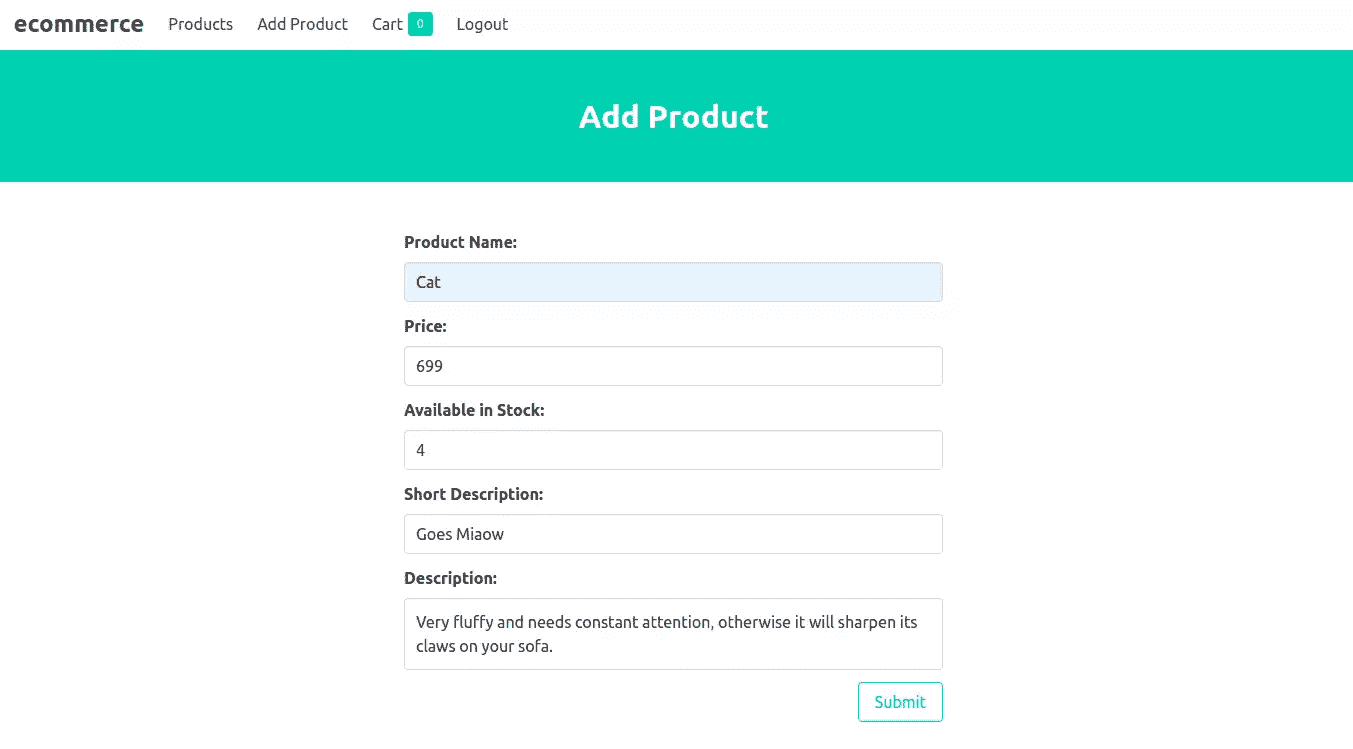 ecommerce Products Add Product Cart 0 Logout
Add Product
Product Name:
Cat
Price:
699
Available in Stock:
4
Short Description:
Goes Miaow
Description:
Very fluffy and needs constant attention, otherwise it will sharpen its
claws on your sofa.
Submit